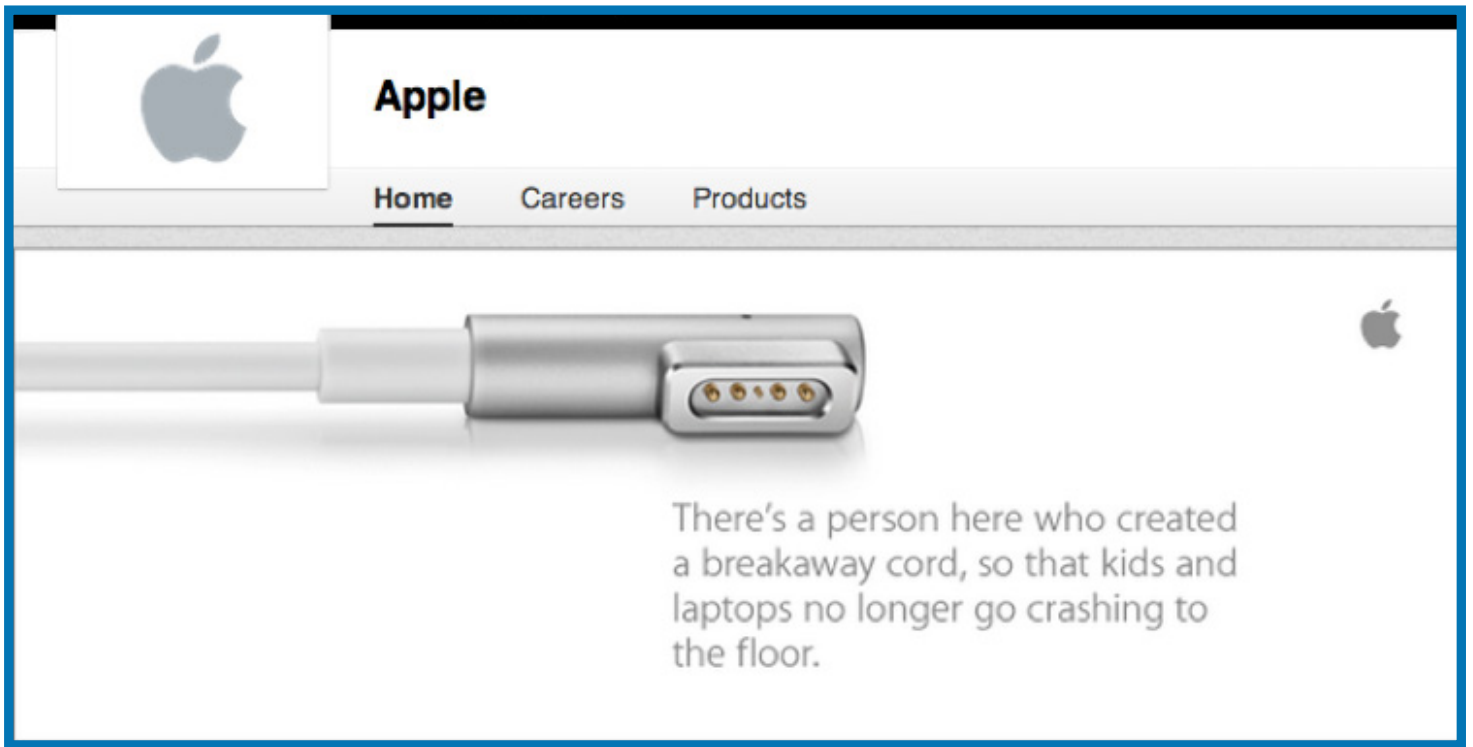 Apple
Home Careers Products
There's a person here who created
a breakaway cord, so that kids and
laptops no longer go crashing to
the floor.